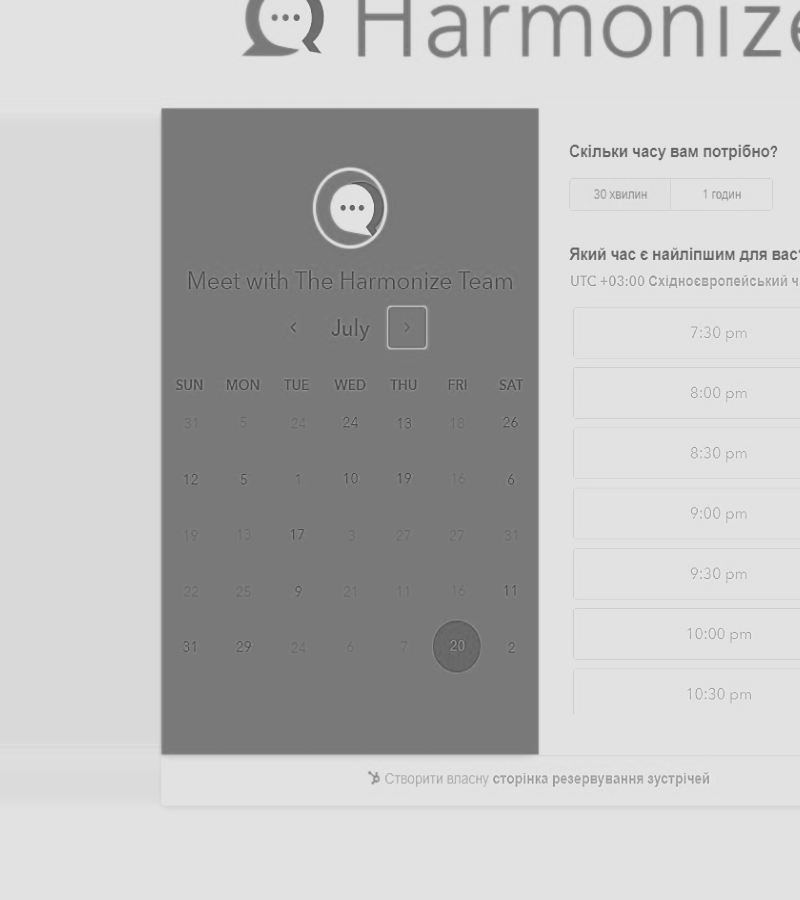 Harmonize
Meet with The Harmonize Team
July
SUN MON TUE WED THU FRI SAT
31 5 24 24 13 18 26
12 5 1 10 19 16 6
19 13 17 3 27 27 31
22 25 9 21 11 16 11
31 29 24 6 7 20 2
Скільки часу вам потрібно?
30 хвилин 1 годин
Який час є найліпшим для вас?
UTC +03:00 Східноєвропейський ч
7:30 pm
8:00 pm
8:30 pm
9:00 pm
9:30 pm
10:00 pm
10:30 pm
Створити власну сторінка резервування зустрічей